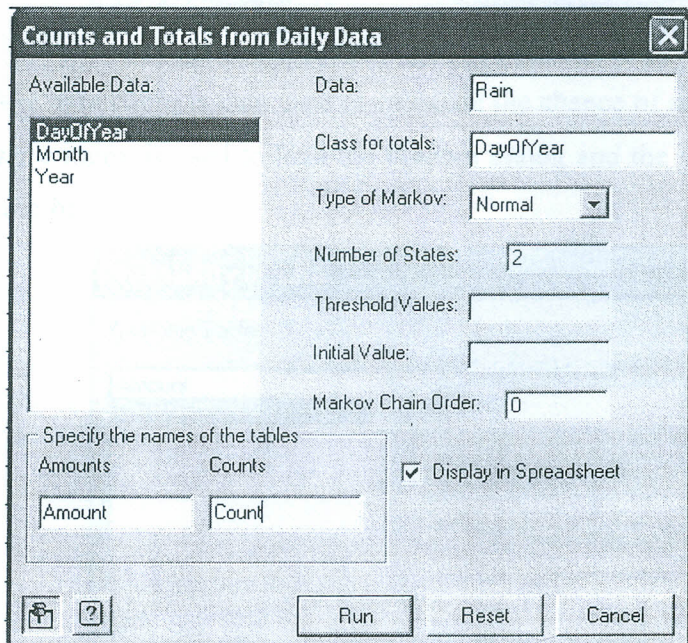 Counts and Totals from Daily Data
Available Data:
DayOfYear
Month
Year
Data:
Rain
Class for totals:
DayOfYear
Type of Markov:
Normal
Number of States:
2
Threshold Values:
Initial Value:
Markov Chain Order:
0
Specify the names of the tables
Amounts Counts
Amount Count
Display in Spreadsheet
?
Run Reset Cancel